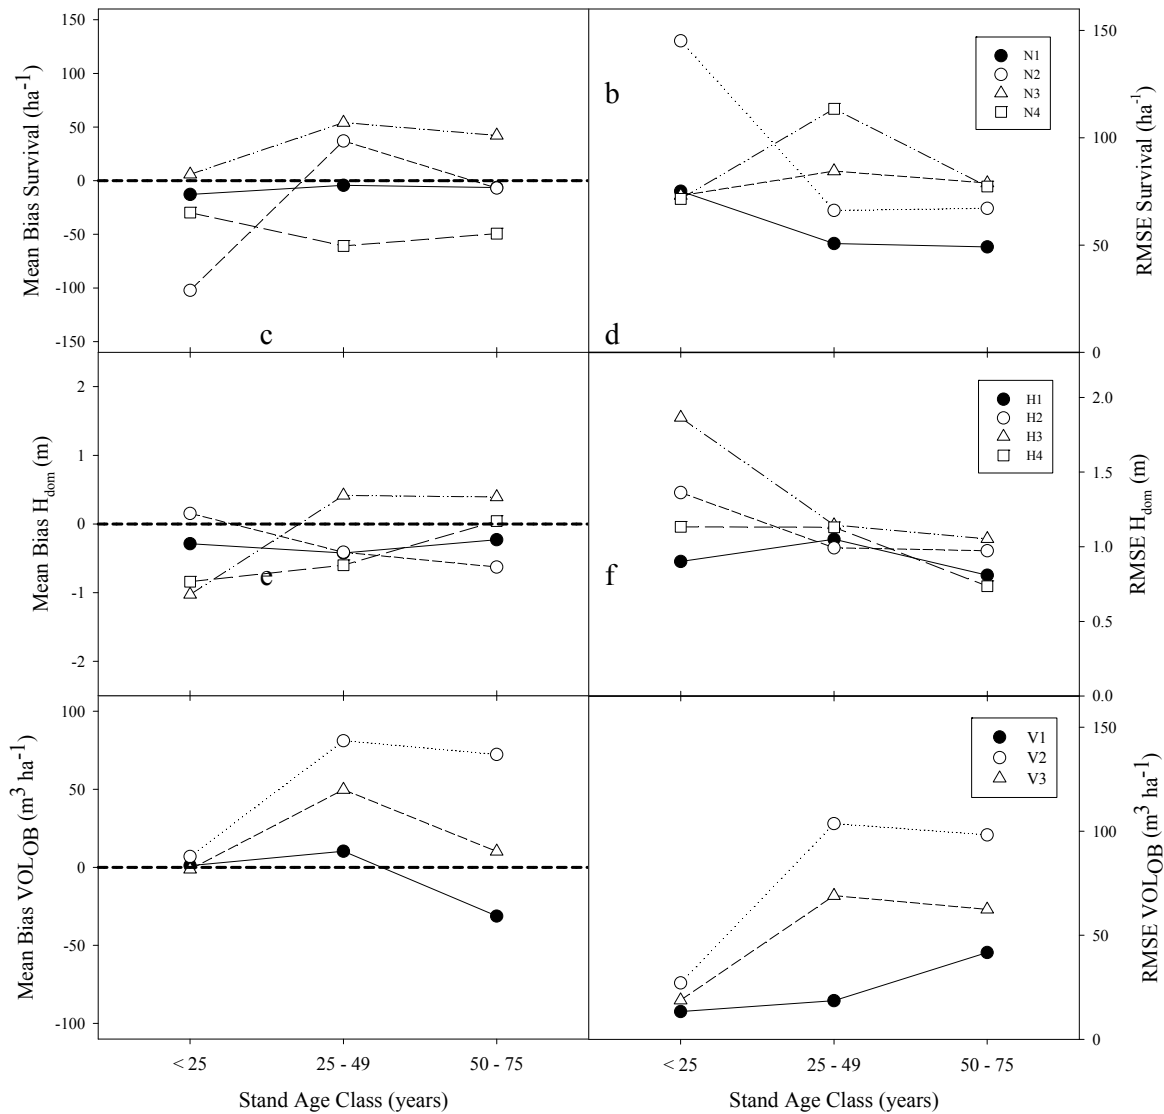 150
100
50
0
-50
-100
-150
Mean Bias Survival (ha-1)
c
b
d
N1
N2
N3
N4
150
100
50
0
RMSE Survival (ha-1)
2
1
0
-1
-2
Mean Bias Hdom (m)
e
f
H1
H2
H3
H4
2.0
1.5
1.0
0.5
0.0
RMSE Hdom (m)
100
50
0
-50
-100
Mean Bias VOLOB (m3 ha-1)
V1
V2
V3
150
100
50
0
RMSE VOLOB (m3 ha-1)
< 25 25 - 49 50 - 75
< 25 25 - 49 50 - 75
Stand Age Class (years)
Stand Age Class (years)